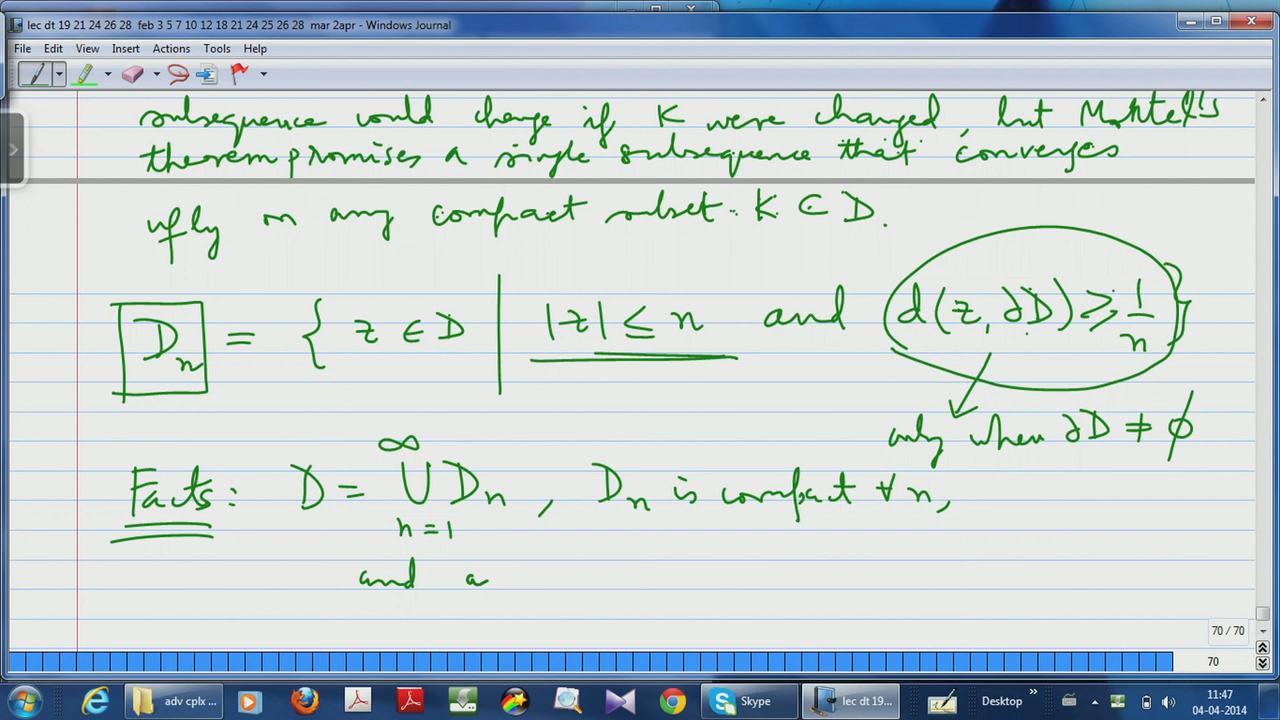 lec dt 19 21 24 26 28 feb 3 5 7 10 12 18 21 24 25 26 28 mar 2apr - Windows Journal
File Edit View Insert Actions Tools Help
subsequence would change if K were changed, but Montel's
theorem promises a single subsequence that converges
ufly on any compact subset K ⊂ D.
D_n = { z ∈ D | |z| ≤ n and d(z, ∂D) ⩾ 1/n }
only when ∂D ≠ ϕ
Facts: D = ∞ ∪ n=1 D_n , D_n is compact ∀ n,
and a
70 / 70
70
adv cplx ... Skype lec dt 19... Desktop » 11:47
04-04-2014